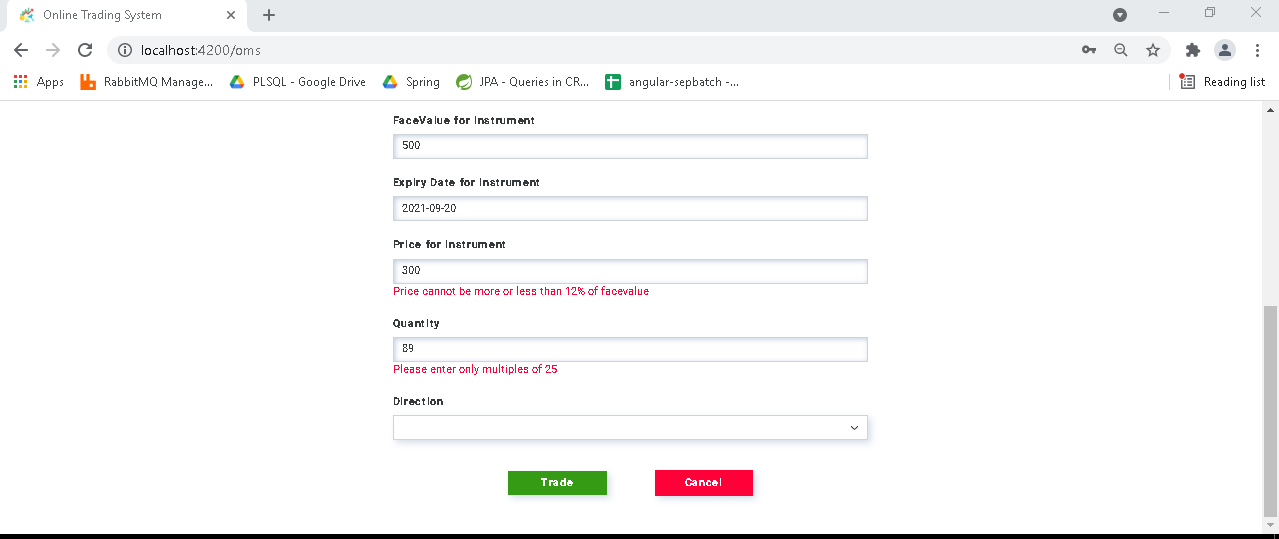 Online Trading System
localhost:4200/oms
Apps RabbitMQ Manage... PLSQL - Google Drive Spring JPA - Queries in CR... angular-sepbatch -... Reading list
FaceValue for Instrument
500
Expiry Date for Instrument
2021-09-20
Price for Instrument
300
Price cannot be more or less than 12% of facevalue
Quantity
89
Please enter only multiples of 25
Direction
Trade Cancel